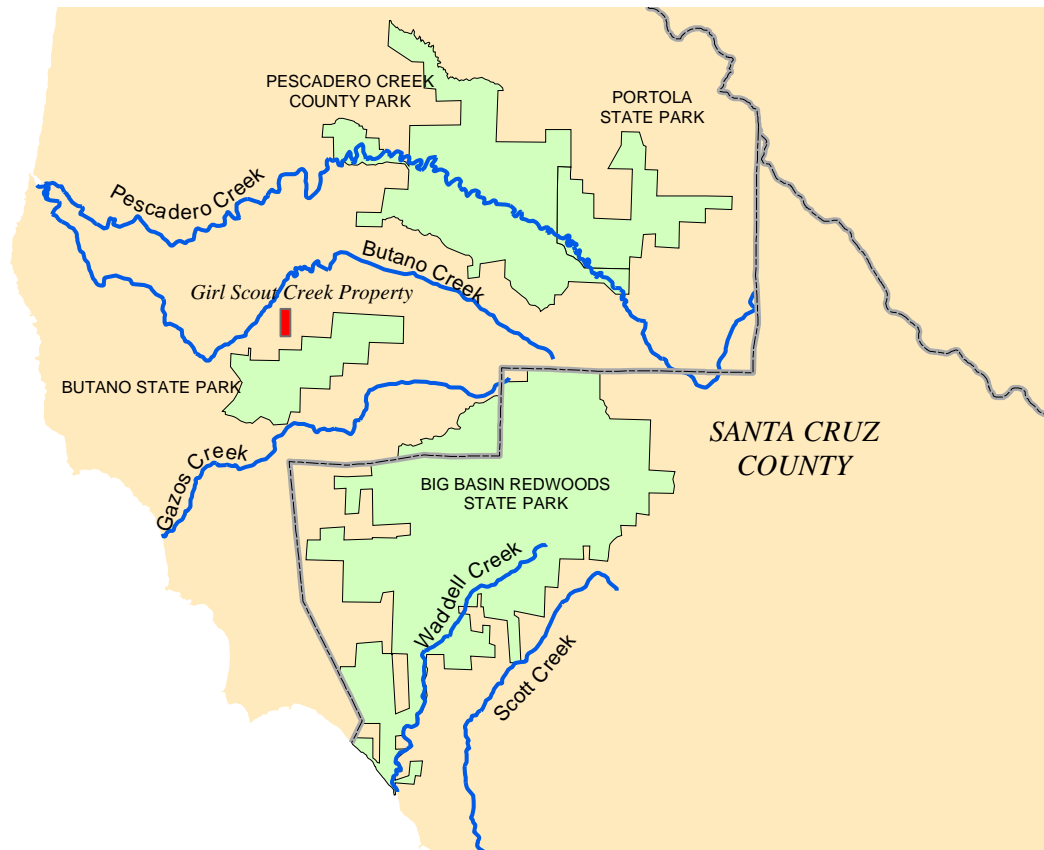 PESCADERO CREEK
COUNTY PARK
PORTOLA
STATE PARK
Pescadero Creek
Butano Creek
Girl Scout Creek Property
BUTANO STATE PARK
Gazos Creek
SANTA CRUZ
COUNTY
BIG BASIN REDWOODS
STATE PARK
Waddell Creek
Scott Creek